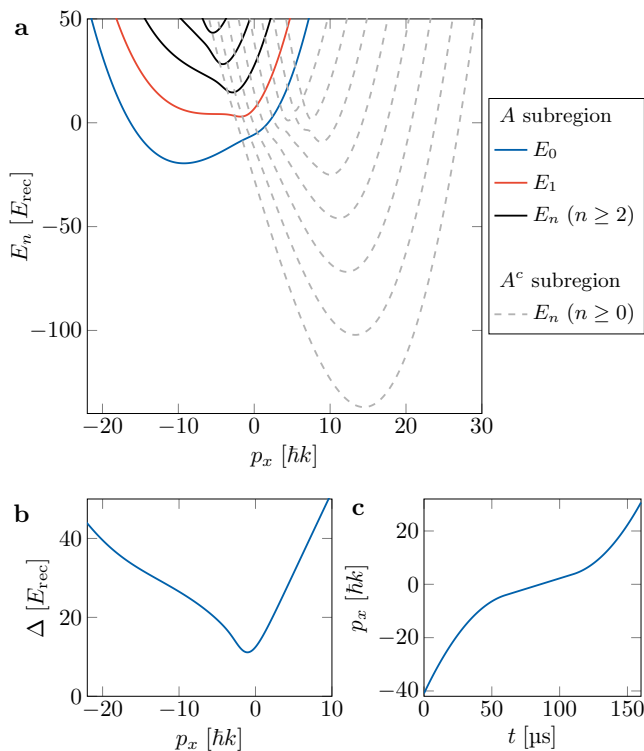 a
50
0
−50
−100
E_n [E_rec]
−20 −10 0 10 20 30
p_x [ħk]
A subregion
E_0
E_1
E_n (n ≥ 2)
A^c subregion
E_n (n ≥ 0)
b
40
20
0
Δ [E_rec]
−20 −10 0 10
p_x [ħk]
c
20
0
−20
−40
p_x [ħk]
0 50 100 150
t [µs]